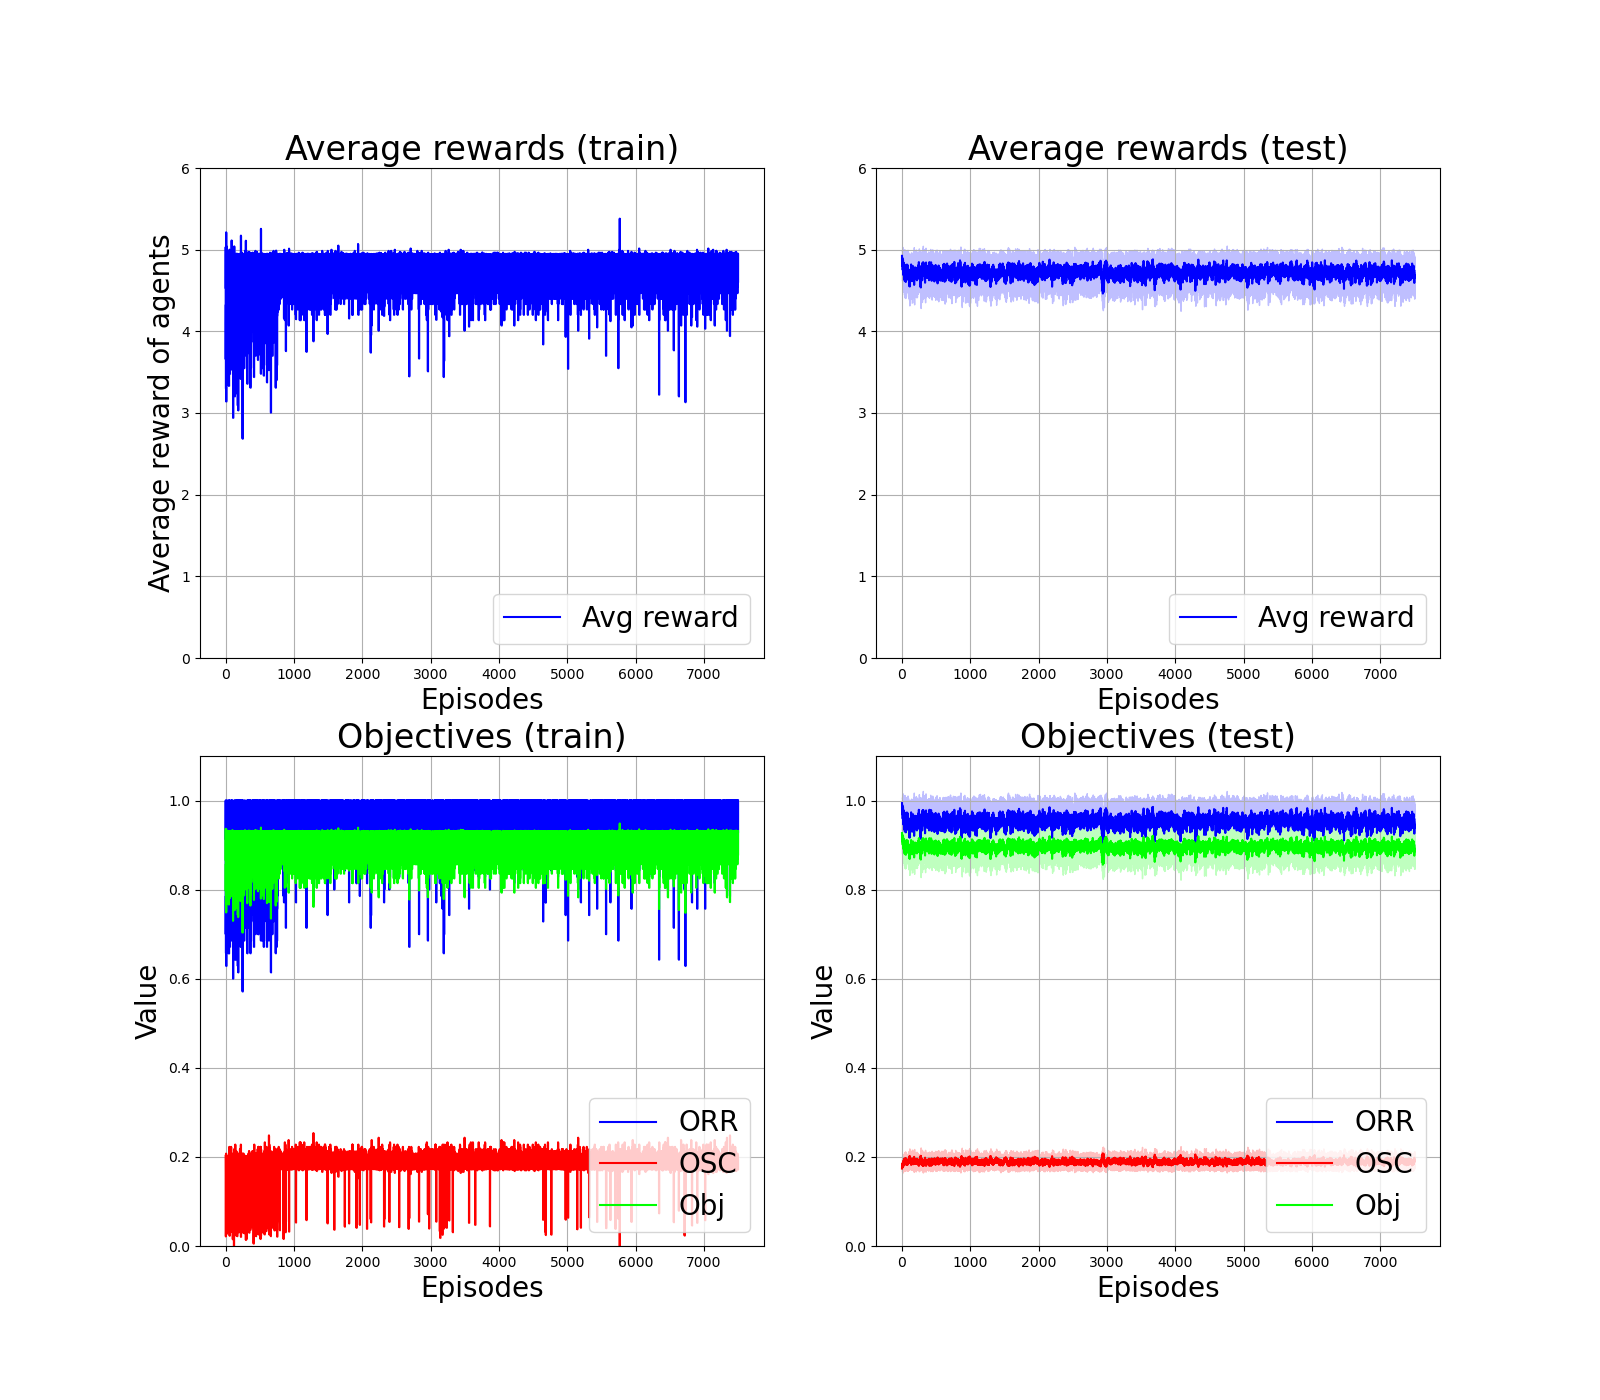 Average rewards (train)
Average reward of agents
6
5
4
3
2
1
0
0 1000 2000 3000 4000 5000 6000 7000
Episodes
Avg reward
Average rewards (test)
6
5
4
3
2
1
0
0 1000 2000 3000 4000 5000 6000 7000
Episodes
Avg reward
Objectives (train)
Value
1.0
0.8
0.6
0.4
0.2
0.0
0 1000 2000 3000 4000 5000 6000 7000
Episodes
ORR
OSC
Obj
Objectives (test)
Value
1.0
0.8
0.6
0.4
0.2
0.0
0 1000 2000 3000 4000 5000 6000 7000
Episodes
ORR
OSC
Obj